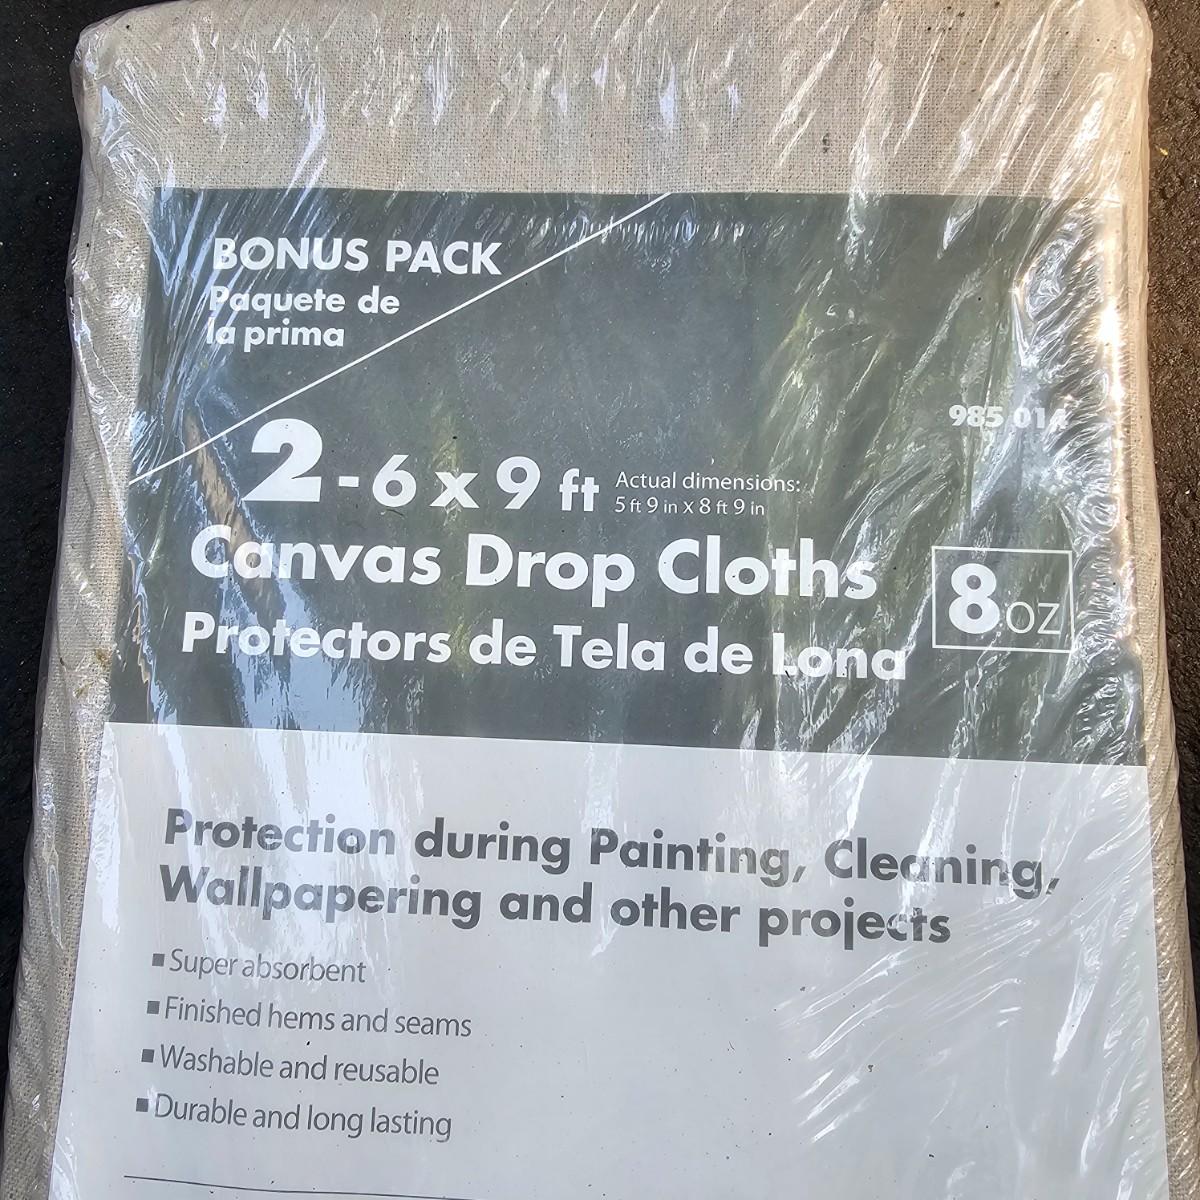 BONUS PACK
Paquete de
la prima
985 014
2 - 6 x 9 ft
Actual dimensions:
5 ft 9 in x 8 ft 9 in
Canvas Drop Cloths
8 OZ
Protectors de Tela de Lona
Protection during Painting, Cleaning,
Wallpapering and other projects
▪ Super absorbent
▪ Finished hems and seams
▪ Washable and reusable
▪ Durable and long lasting